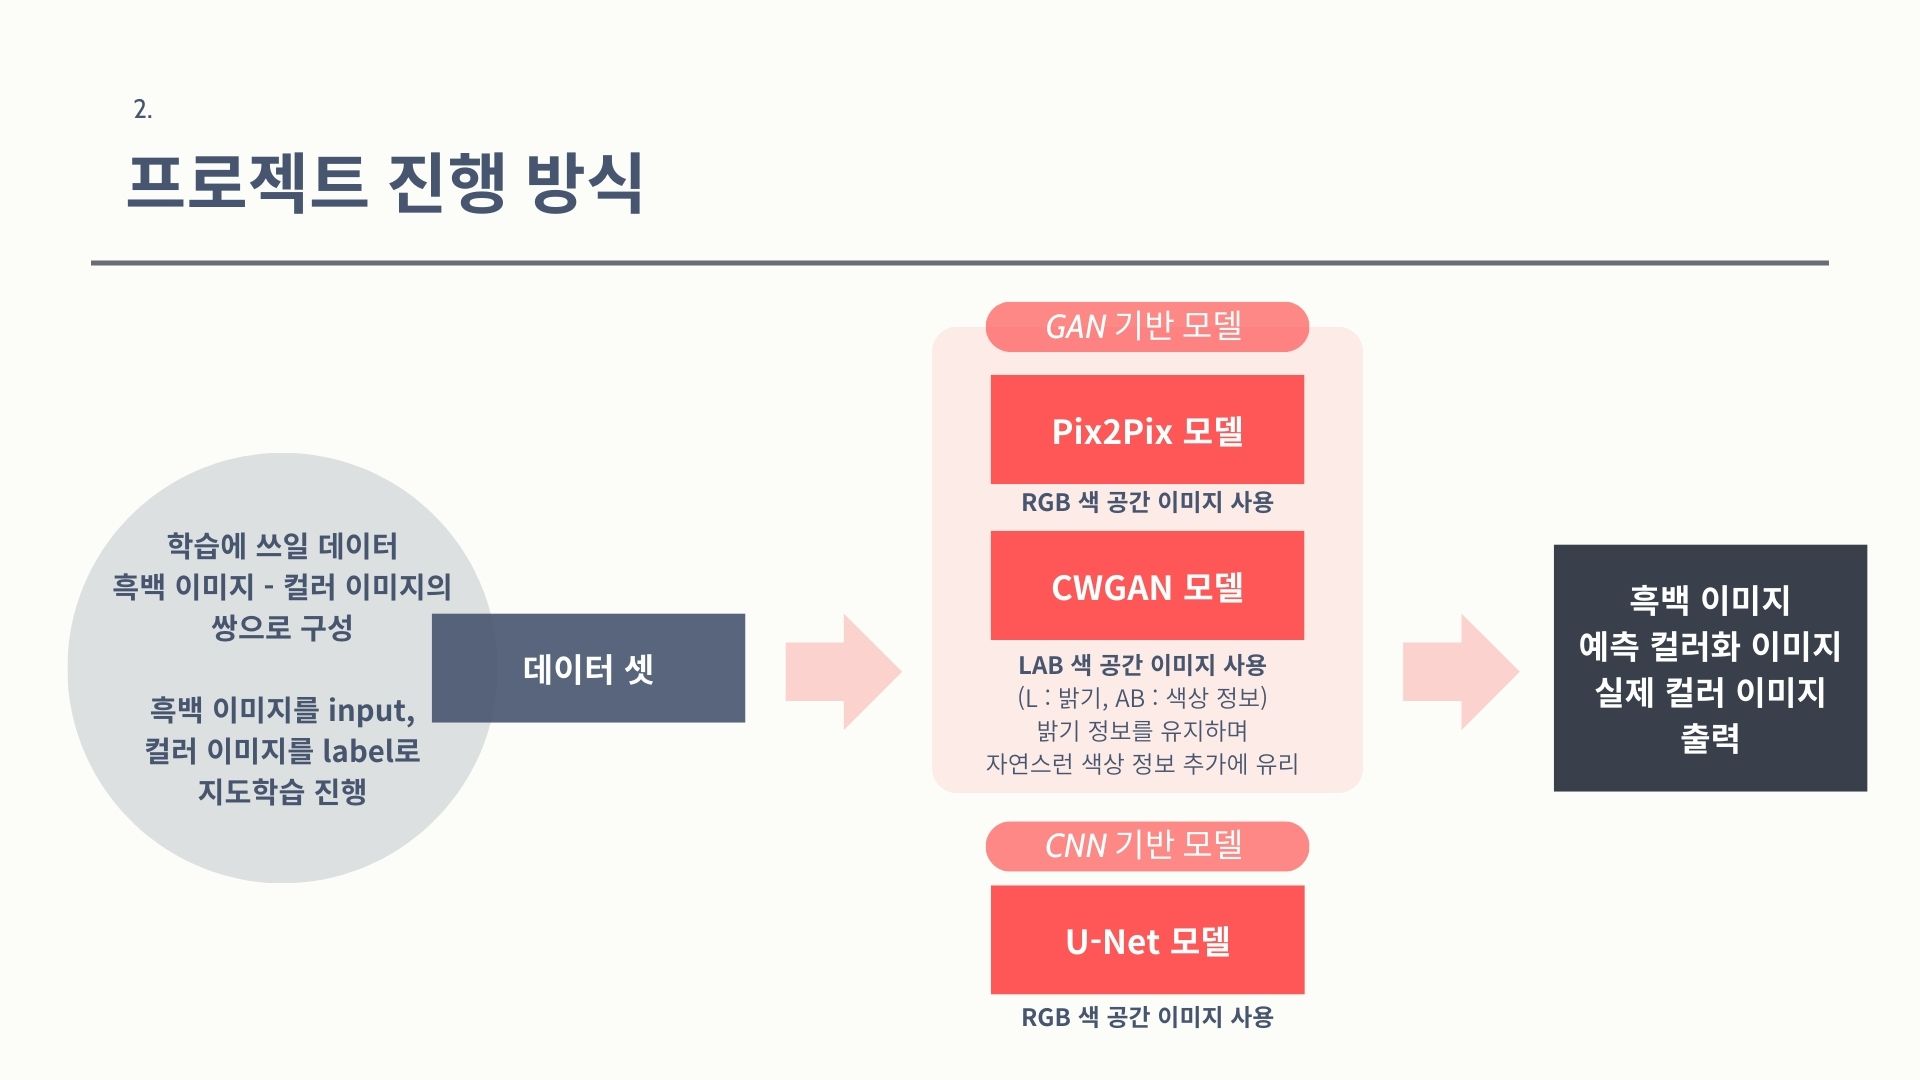 2.
프로젝트 진행 방식
학습에 쓰일 데이터
흑백 이미지 - 컬러 이미지의
쌍으로 구성
흑백 이미지를 input,
컬러 이미지를 label로
지도학습 진행
데이터 셋
GAN 기반 모델
Pix2Pix 모델
RGB 색 공간 이미지 사용
CWGAN 모델
LAB 색 공간 이미지 사용
(L : 밝기, AB : 색상 정보)
밝기 정보를 유지하며
자연스런 색상 정보 추가에 유리
CNN 기반 모델
U-Net 모델
RGB 색 공간 이미지 사용
흑백 이미지
예측 컬러화 이미지
실제 컬러 이미지
출력